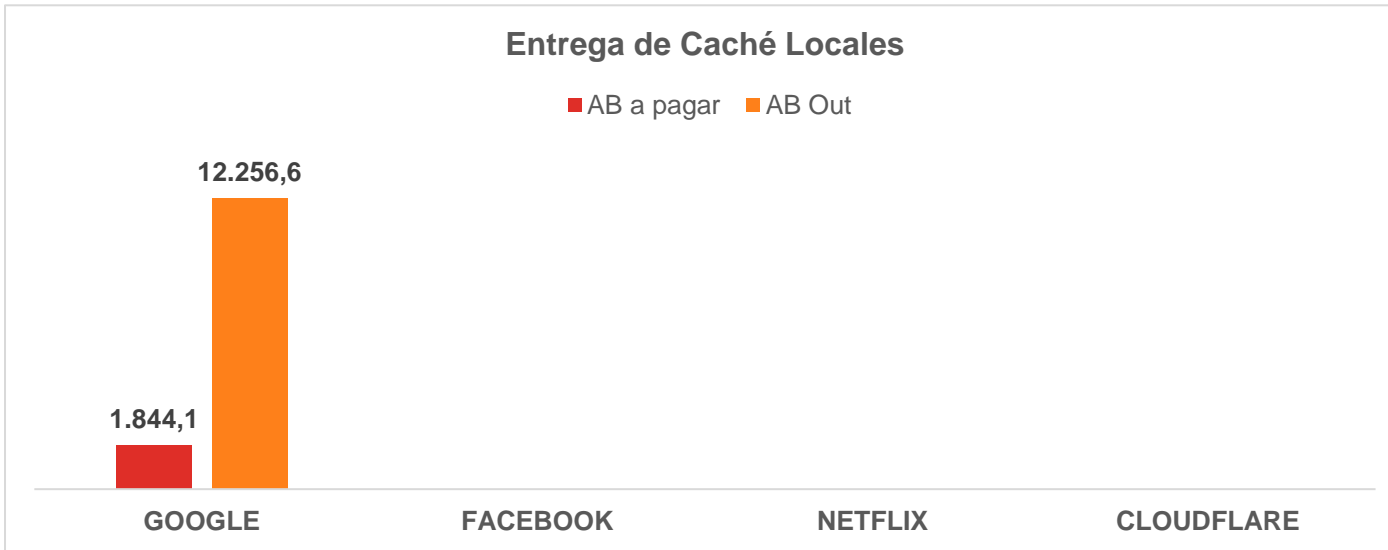 Entrega de Caché Locales
AB a pagar AB Out
12.256,6
1.844,1
GOOGLE FACEBOOK NETFLIX CLOUDFLARE